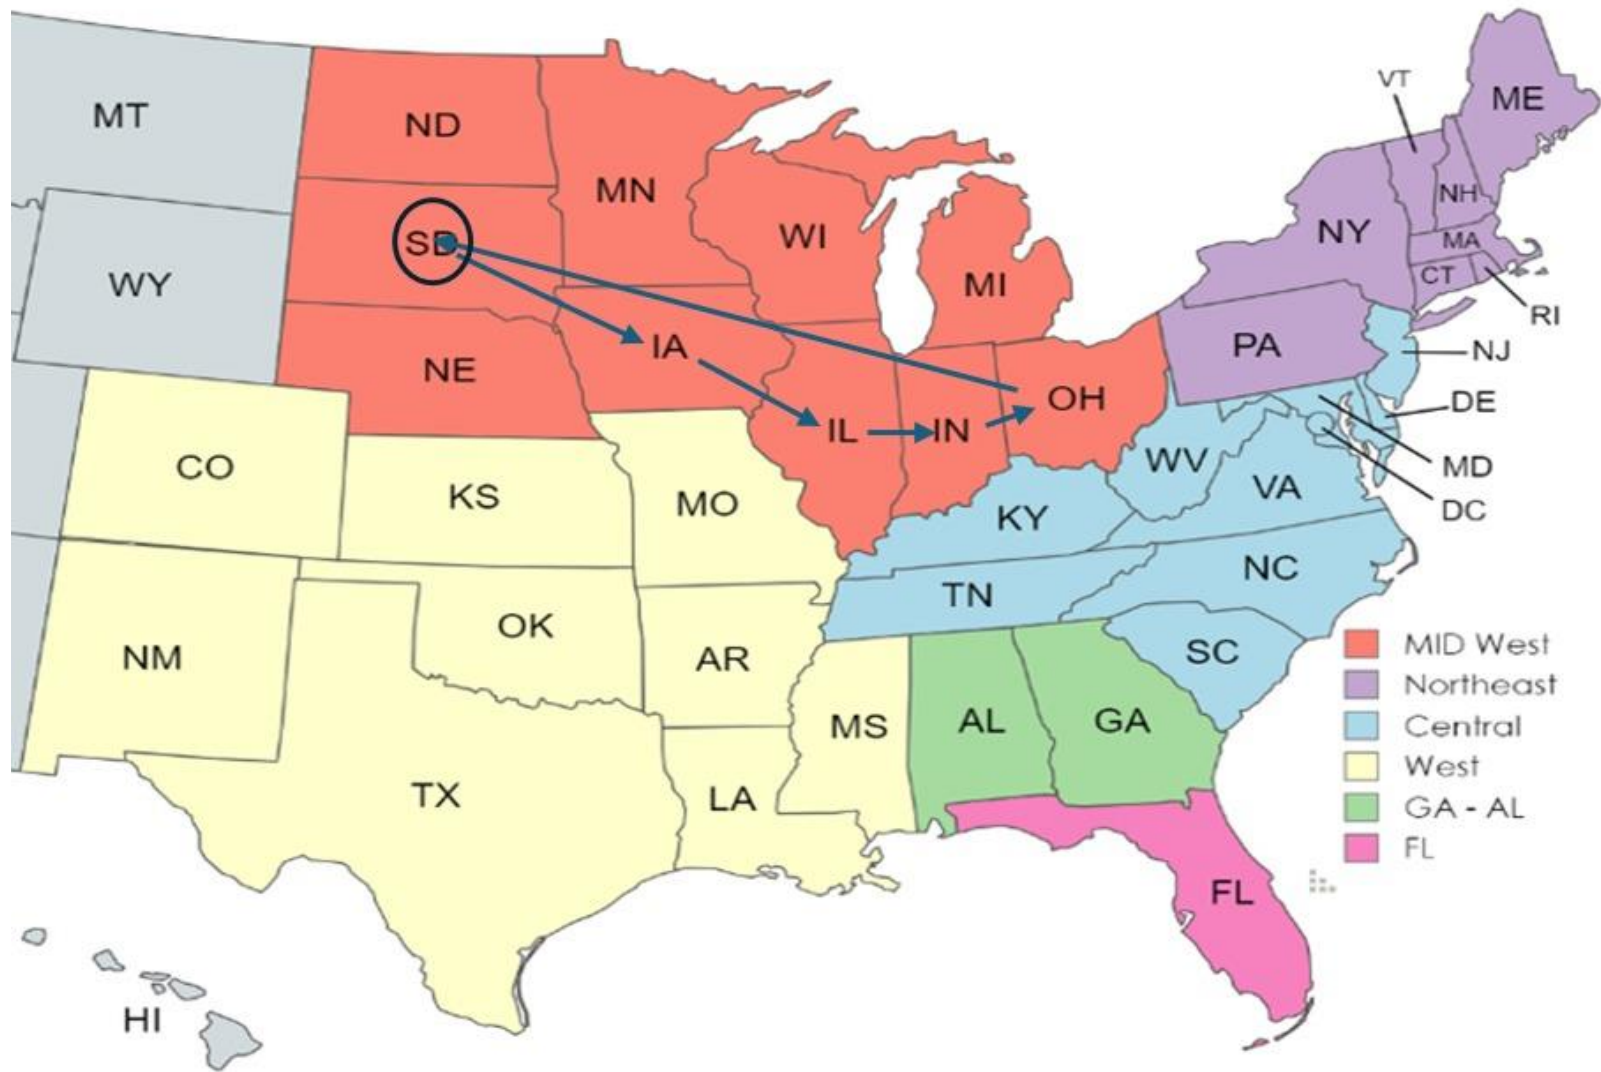 VT
ME
MT
ND
MN
NH
SD
WI
NY
MA
WY
MI
CT
RI
IA
PA
NJ
NE
OH
DE
IL
IN
CO
WV
MD
KS
MO
VA
DC
KY
NC
TN
OK
NM
AR
SC
MID West
Northeast
MS
AL
GA
Central
West
TX
LA
GA - AL
FL
FL
HI